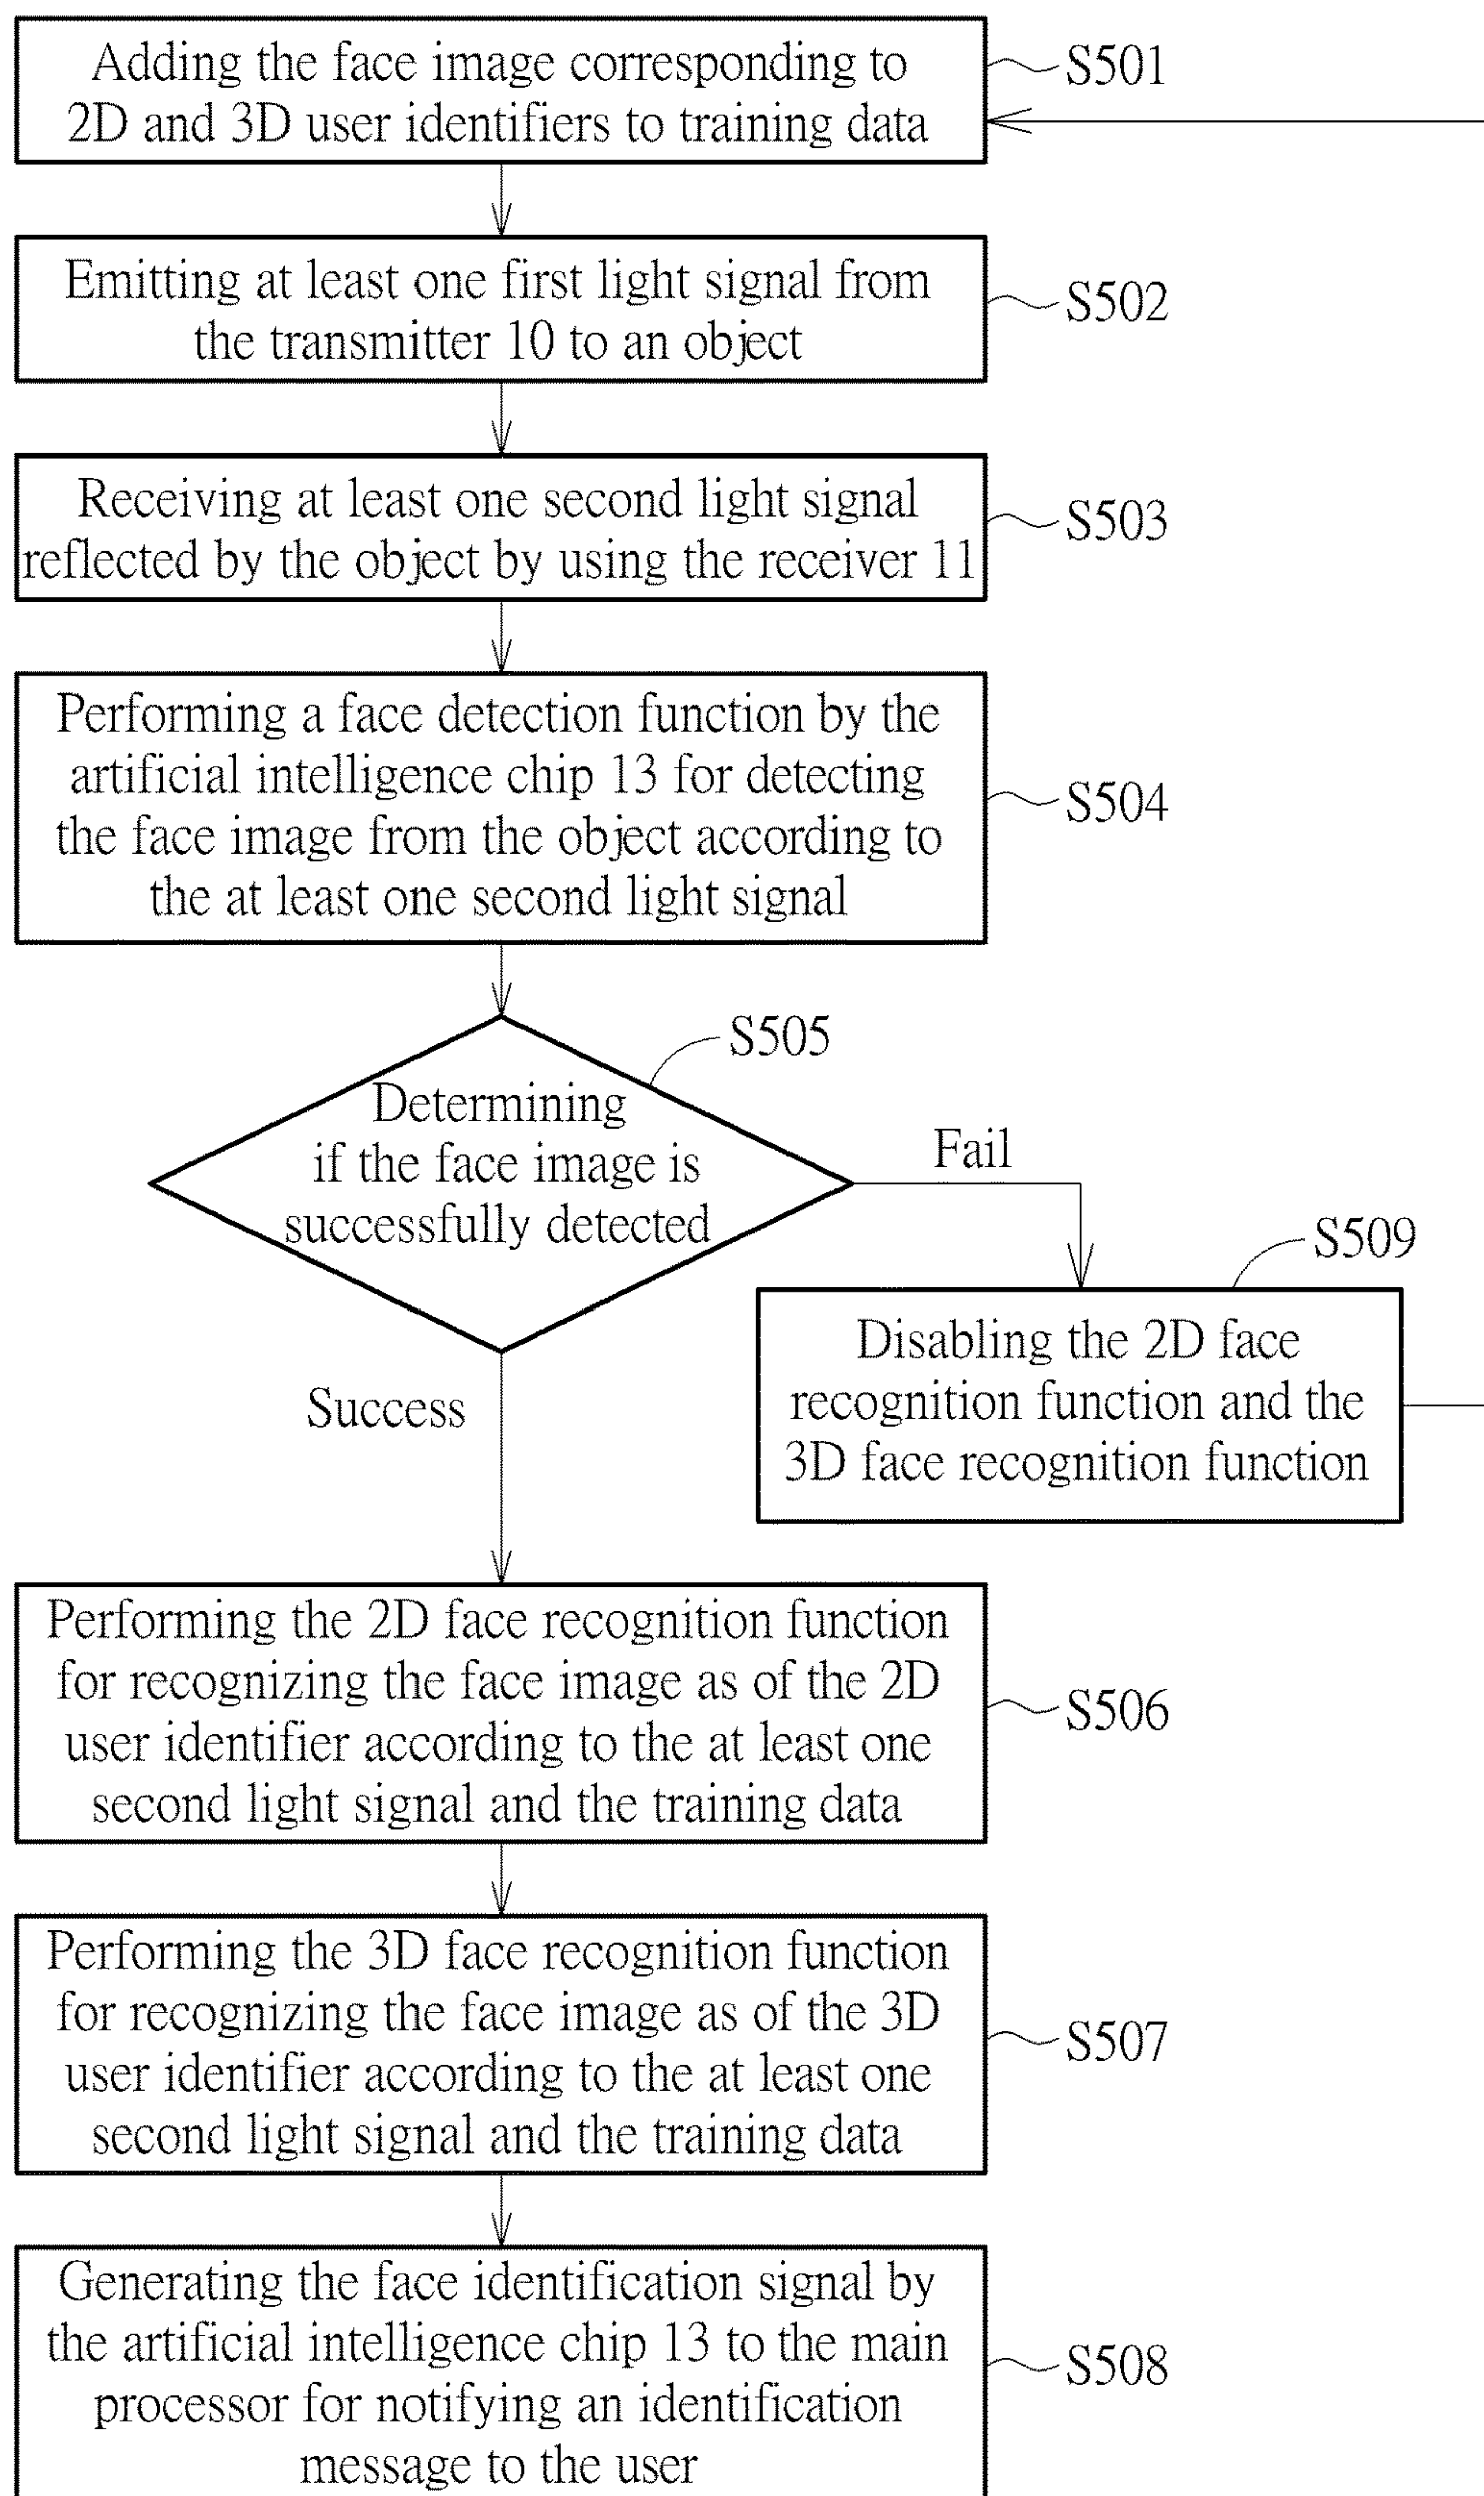 Adding the face image corresponding to
2D and 3D user identifiers to training data
S501
Emitting at least one first light signal from
the transmitter 10 to an object
S502
Receiving at least one second light signal
reflected by the object by using the receiver 11
S503
Performing a face detection function by the
artificial intelligence chip 13 for detecting
the face image from the object according to
the at least one second light signal
S504
S505
Determining
if the face image is
successfully detected
Fail
S509
Disabling the 2D face
recognition function and the
3D face recognition function
Success
Performing the 2D face recognition function
for recognizing the face image as of the 2D
user identifier according to the at least one
second light signal and the training data
S506
Performing the 3D face recognition function
for recognizing the face image as of the 3D
user identifier according to the at least one
second light signal and the training data
S507
Generating the face identification signal by
the artificial intelligence chip 13 to the main
processor for notifying an identification
message to the user
S508